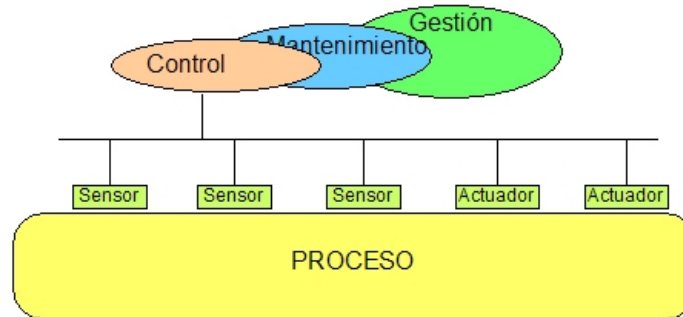 Gestión
Mantenimiento
Control
Sensor Sensor Sensor Actuador Actuador
PROCESO